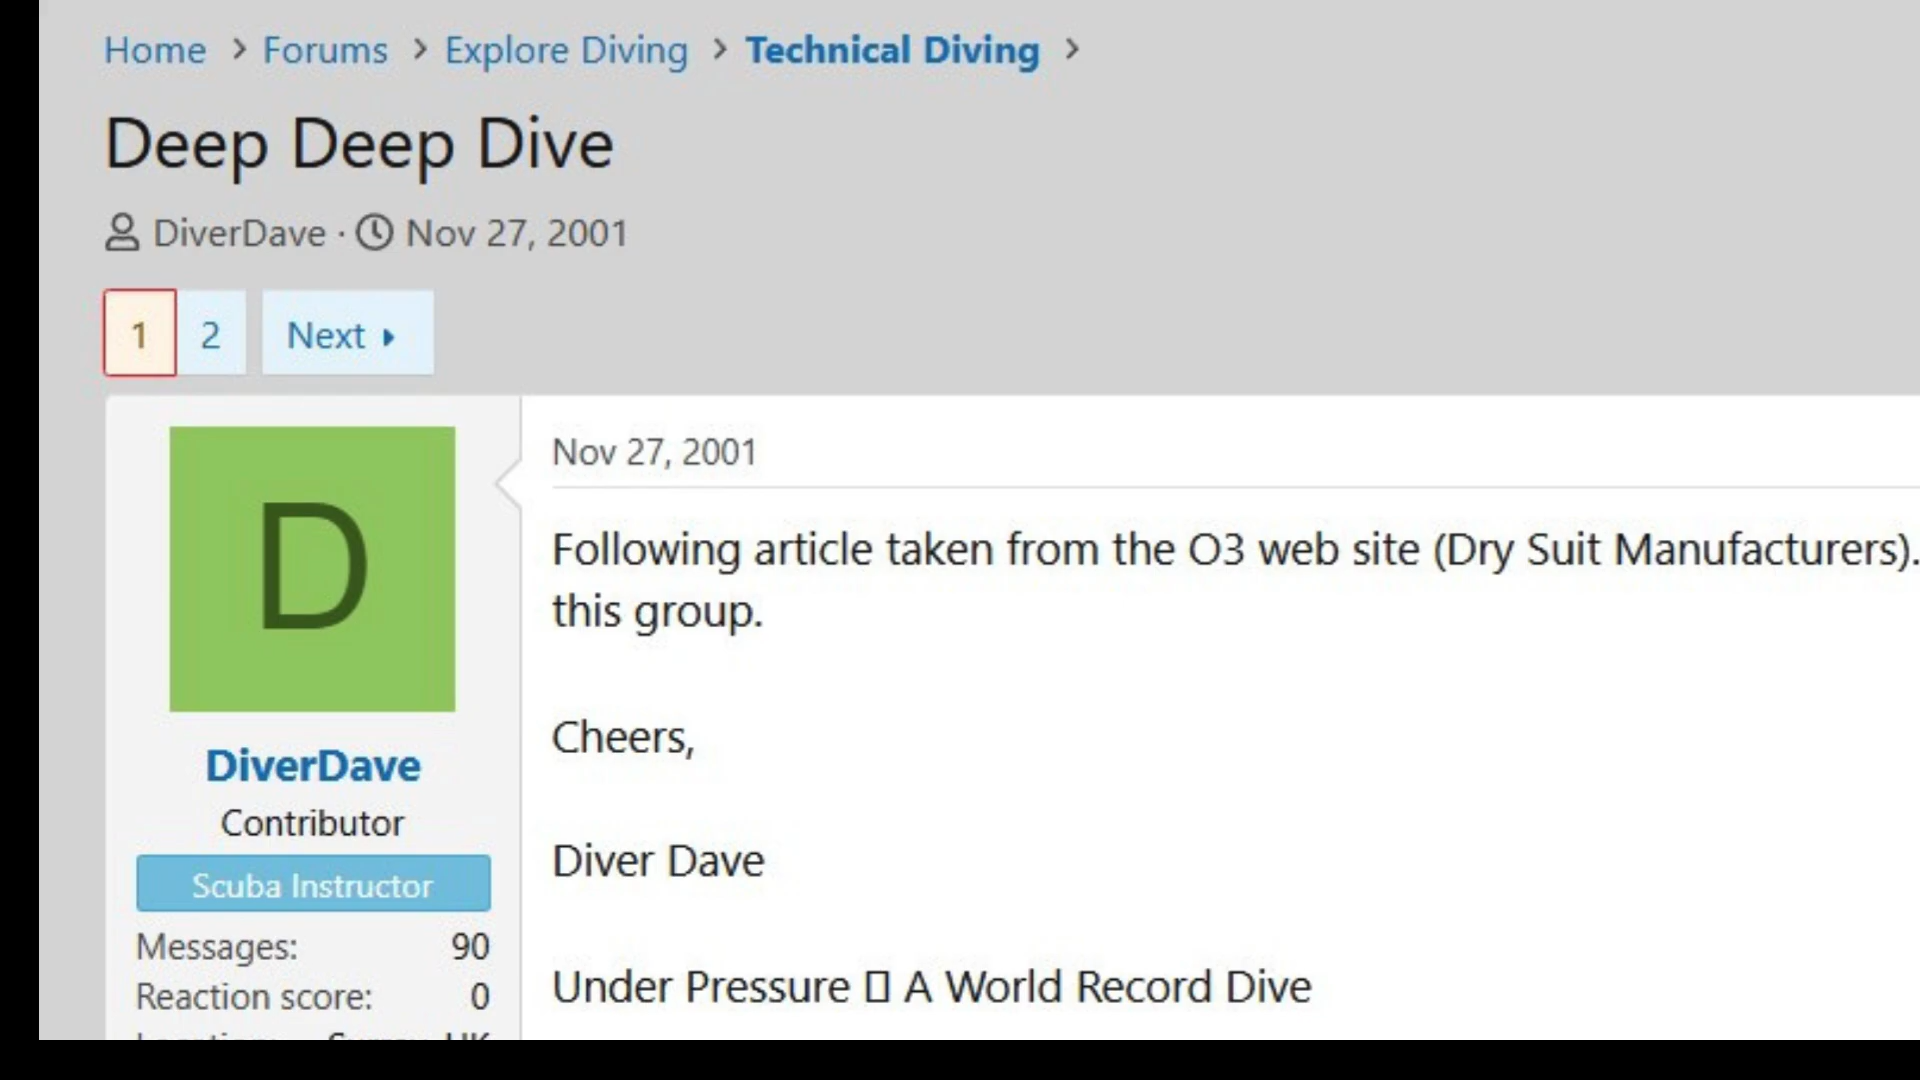 Home > Forums > Explore Diving > Technical Diving >
Deep Deep Dive
DiverDave · Nov 27, 2001
1 2 Next
D
DiverDave
Contributor
Scuba Instructor
Messages: 90
Reaction score: 0
Nov 27, 2001
Following article taken from the O3 web site (Dry Suit Manufacturers).
this group.
Cheers,
Diver Dave
Under Pressure ▯ A World Record Dive